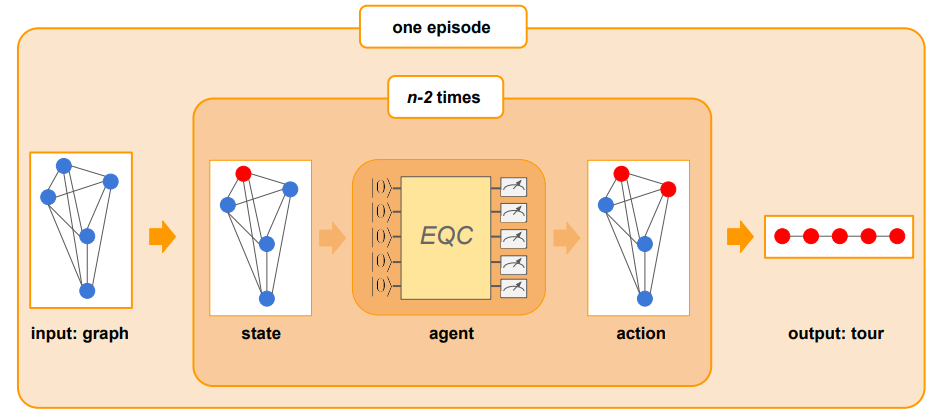 one episode
n-2 times
|0⟩
|0⟩
|0⟩
|0⟩
|0⟩
EQC
input: graph
state
agent
action
output: tour